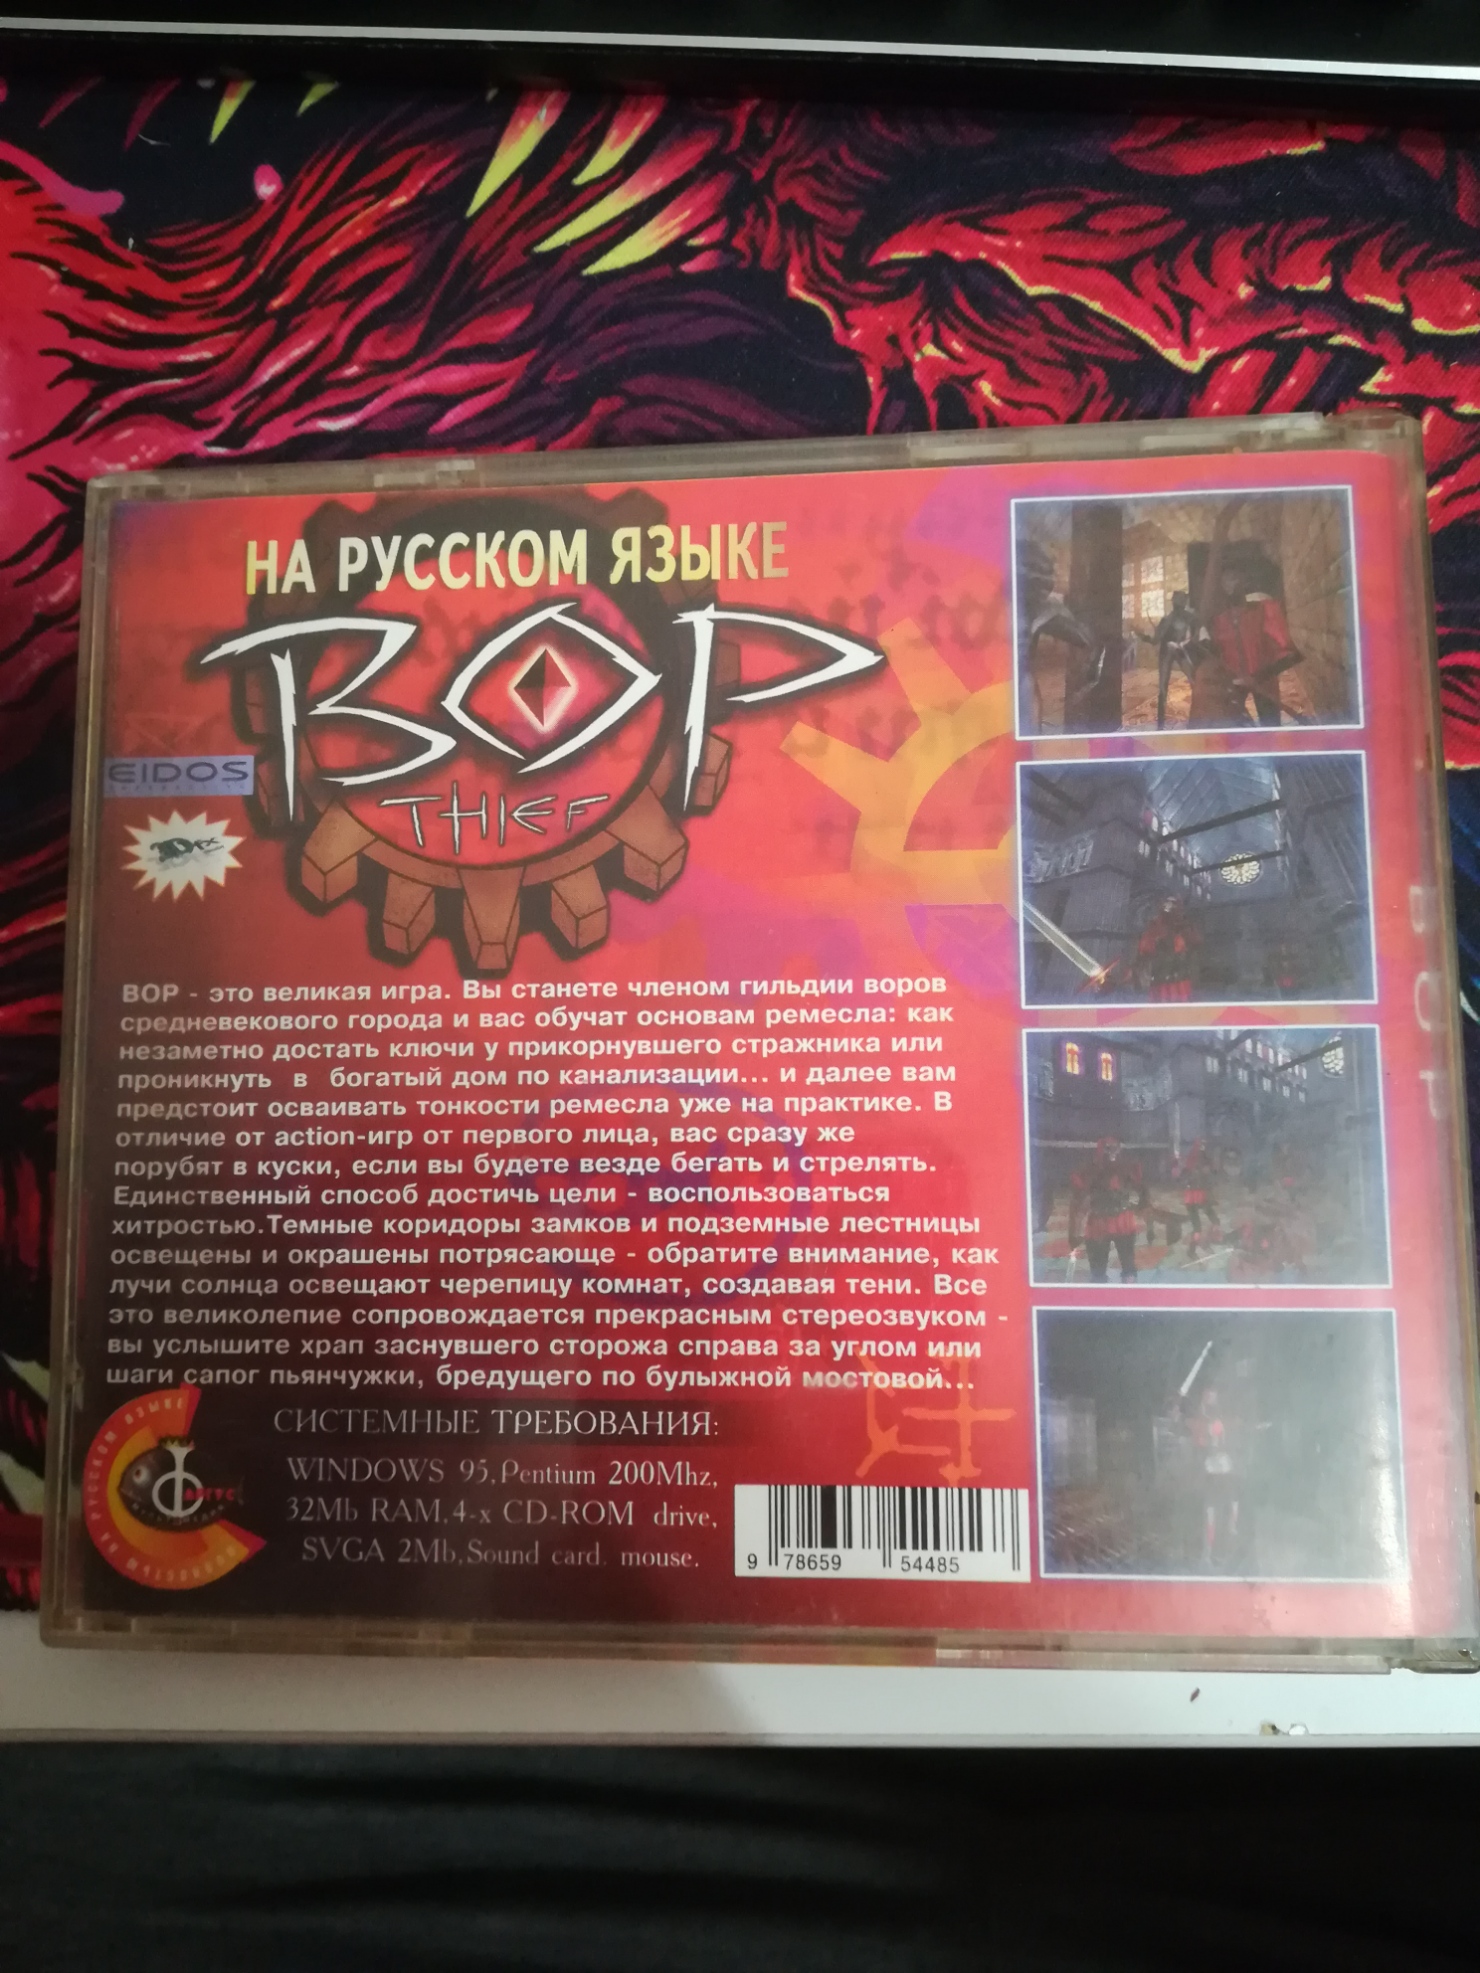 НА РУССКОМ ЯЗЫКЕ
ВОР
THIEF
EIDOS
ВОР - это великая игра. Вы станете членом гильдии воров
средневекового города и вас обучат основам ремесла: как
незаметно достать ключи у прикорнувшего стражника или
проникнуть в богатый дом по канализации... и далее вам
предстоит осваивать тонкости ремесла уже на практике. В
отличие от action-игр от первого лица, вас сразу же
порубят в куски, если вы будете везде бегать и стрелять.
Единственный способ достичь цели - воспользоваться
хитростью.Темные коридоры замков и подземные лестницы
освещены и окрашены потрясающе - обратите внимание, как
лучи солнца освещают черепицу комнат, создавая тени. Все
это великолепие сопровождается прекрасным стереозвуком -
вы услышите храп заснувшего сторожа справа за углом или
шаги сапог пьянчужки, бредущего по булыжной мостовой...
СИСТЕМНЫЕ ТРЕБОВАНИЯ:
WINDOWS 95,Pentium 200Mhz,
32Mb RAM,4-x CD-ROM drive,
SVGA 2Mb,Sound card. mouse.
НА РУССКОМ ЯЗЫКЕ
Фаргус
9 78659 54485
ВОР